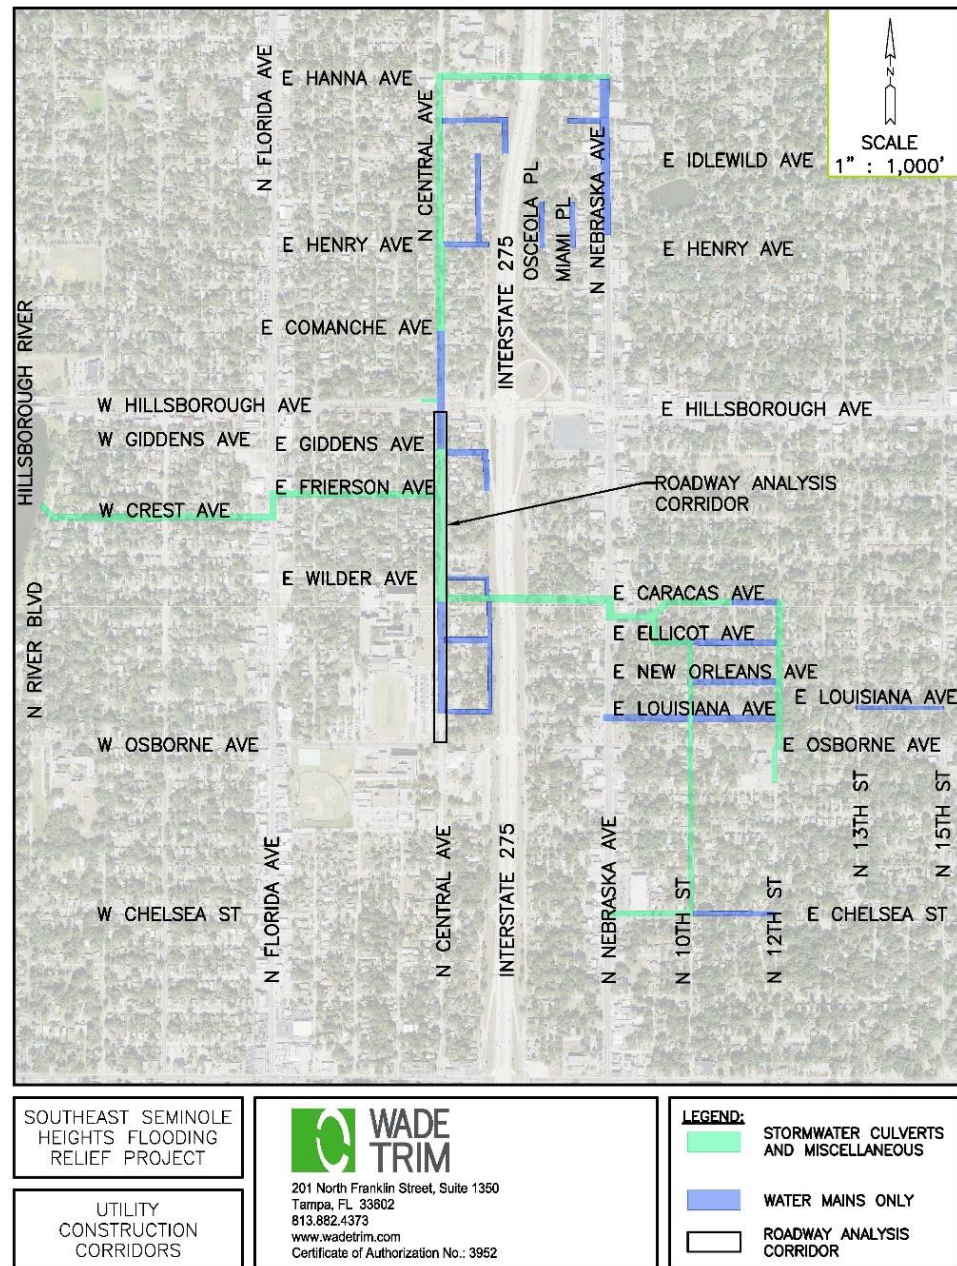 N
SCALE
1" : 1,000'
N FLORIDA AVE
E HANNA AVE
N CENTRAL AVE
OSCEOLA PL
MIAMI PL
N NEBRASKA AVE
E IDLEWILD AVE
E HENRY AVE
E HENRY AVE
INTERSTATE 275
HILLSBOROUGH RIVER
E COMANCHE AVE
W HILLSBOROUGH AVE
E HILLSBOROUGH AVE
W GIDDENS AVE
E GIDDENS AVE
E FRIERSON AVE
ROADWAY ANALYSIS
CORRIDOR
W CREST AVE
E WILDER AVE
N RIVER BLVD
E CARACAS AVE
E ELLICOT AVE
E NEW ORLEANS AVE
E LOUISIANA AVE
E LOUISIANA AVE
W OSBORNE AVE
E OSBORNE AVE
N FLORIDA AVE
N CENTRAL AVE
INTERSTATE 275
N NEBRASKA AVE
N 10TH ST
N 12TH ST
N 13TH ST
N 15TH ST
W CHELSEA ST
E CHELSEA ST
SOUTHEAST SEMINOLE
HEIGHTS FLOODING
RELIEF PROJECT
UTILITY
CONSTRUCTION
CORRIDORS
WADE
TRIM
201 North Franklin Street, Suite 1350
Tampa, FL 33602
813.882.4373
www.wadetrim.com
Certificate of Authorization No.: 3952
LEGEND:
STORMWATER CULVERTS
AND MISCELLANEOUS
WATER MAINS ONLY
ROADWAY ANALYSIS
CORRIDOR